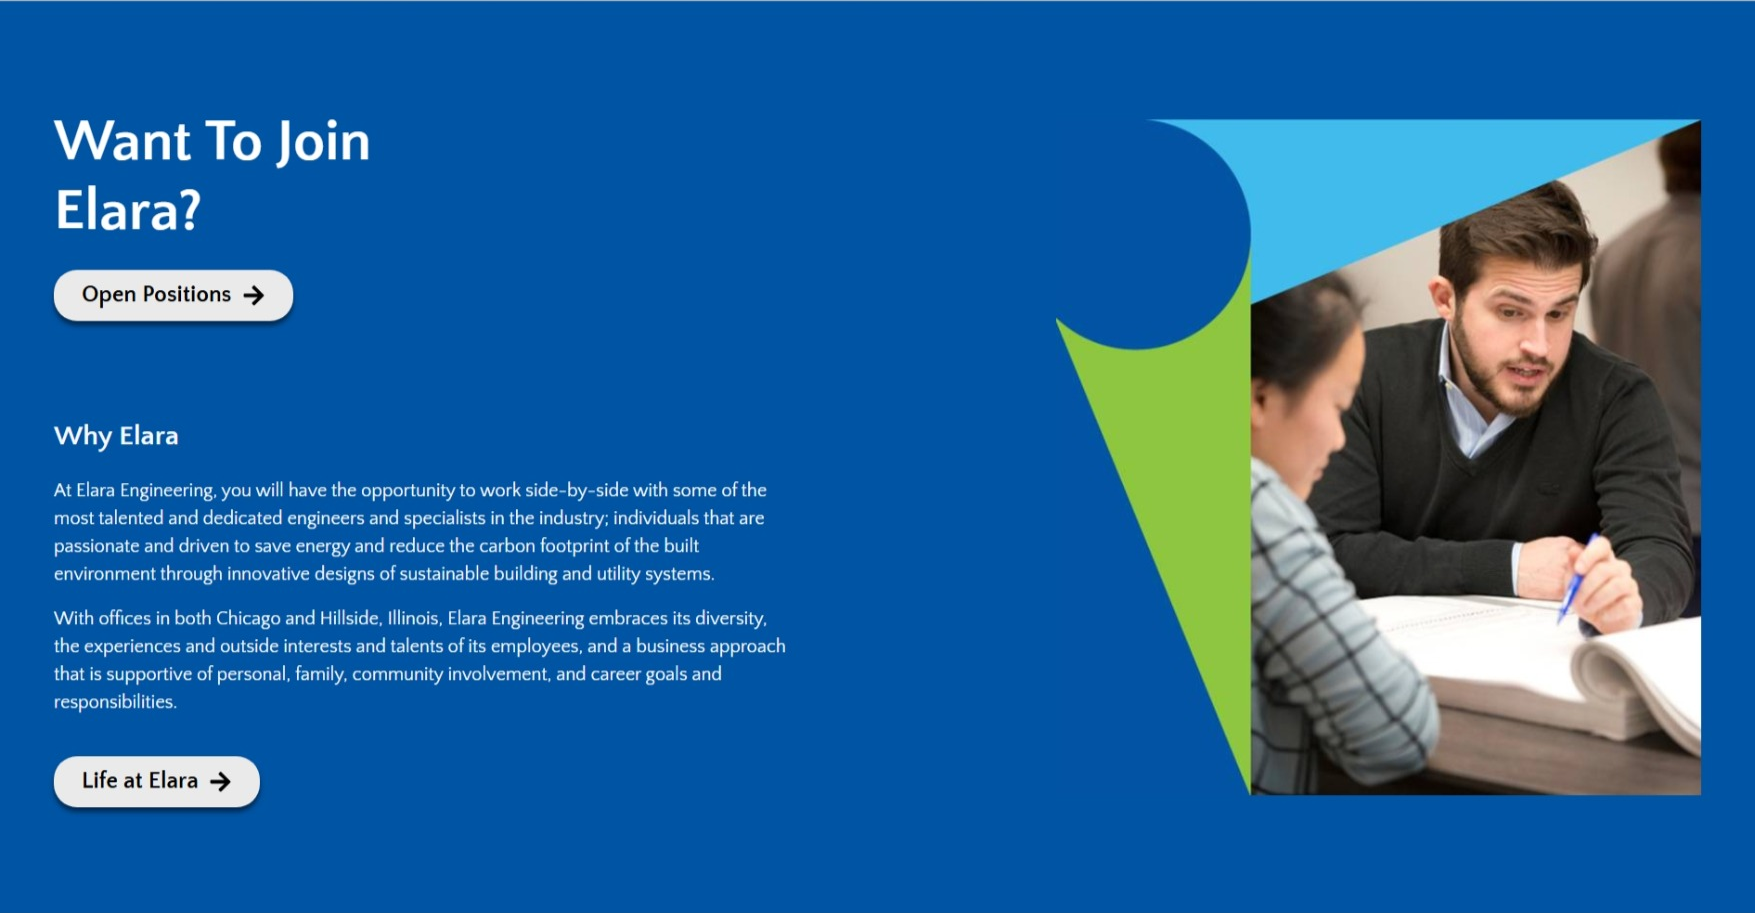 Want To Join
Elara?
Open Positions →
Why Elara
At Elara Engineering, you will have the opportunity to work side-by-side with some of the
most talented and dedicated engineers and specialists in the industry; individuals that are
passionate and driven to save energy and reduce the carbon footprint of the built
environment through innovative designs of sustainable building and utility systems.
With offices in both Chicago and Hillside, Illinois, Elara Engineering embraces its diversity,
the experiences and outside interests and talents of its employees, and a business approach
that is supportive of personal, family, community involvement, and career goals and
responsibilities.
Life at Elara →